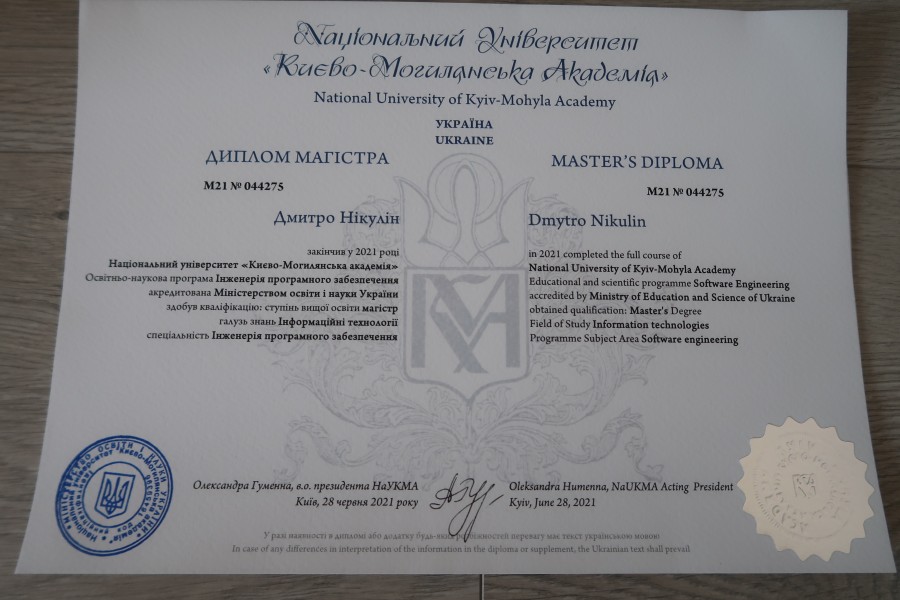 Національний Університет
«Києво-Могилянська Академія»
National University of Kyiv-Mohyla Academy
УКРАЇНА
UKRAINE
ДИПЛОМ МАГІСТРА
М21 № 044275
Дмитро Нікулін
закінчив у 2021 році
Національний університет «Києво-Могилянська академія»
Освітньо-наукова програма Інженерія програмного забезпечення
акредитована Міністерством освіти і науки України
здобув кваліфікацію: ступінь вищої освіти магістр
галузь знань Інформаційні технології
спеціальність Інженерія програмного забезпечення
MASTER'S DIPLOMA
M21 № 044275
Dmytro Nikulin
in 2021 completed the full course of
National University of Kyiv-Mohyla Academy
Educational and scientific programme Software Engineering
accredited by Ministry of Education and Science of Ukraine
obtained qualification: Master's Degree
Field of Study Information technologies
Programme Subject Area Software engineering
Олександра Гуменна, в.о. президента НаУКМА
Київ, 28 червня 2021 року
Oleksandra Humenna, NaUKMA Acting President
Kyiv, June 28, 2021
У разі наявності в дипломі або додатку будь-яких розбіжностей перевагу має текст українською мовою
In case of any differences in interpretation of the information in the diploma or supplement, the Ukrainian text shall prevail
МІНІСТЕРСТВО ОСВІТИ І НАУКИ УКРАЇНИ